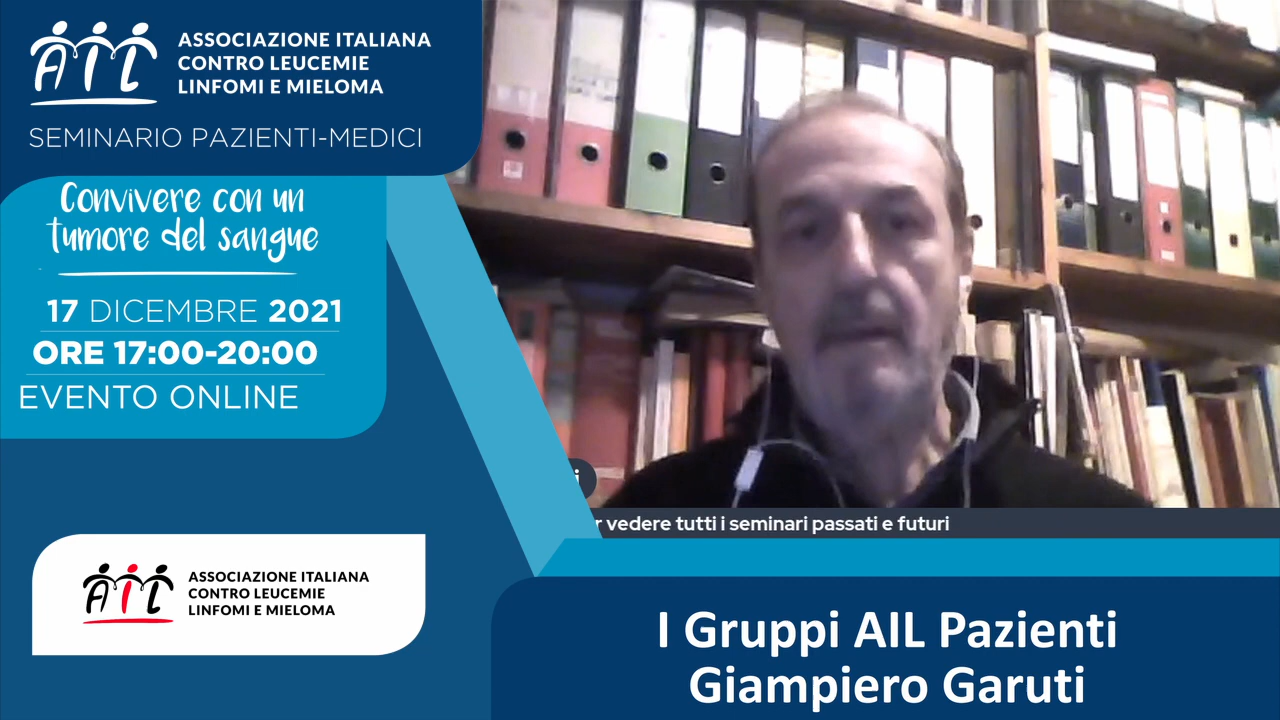 AIL
ASSOCIAZIONE ITALIANA
CONTRO LEUCEMIE
LINFOMI E MIELOMA
SEMINARIO PAZIENTI-MEDICI
Convivere con un
tumore del sangue
17 DICEMBRE 2021
ORE 17:00-20:00
EVENTO ONLINE
AIL
ASSOCIAZIONE ITALIANA
CONTRO LEUCEMIE
LINFOMI E MIELOMA
i
r vedere tutti i seminari passati e futuri
I Gruppi AIL Pazienti
Giampiero Garuti